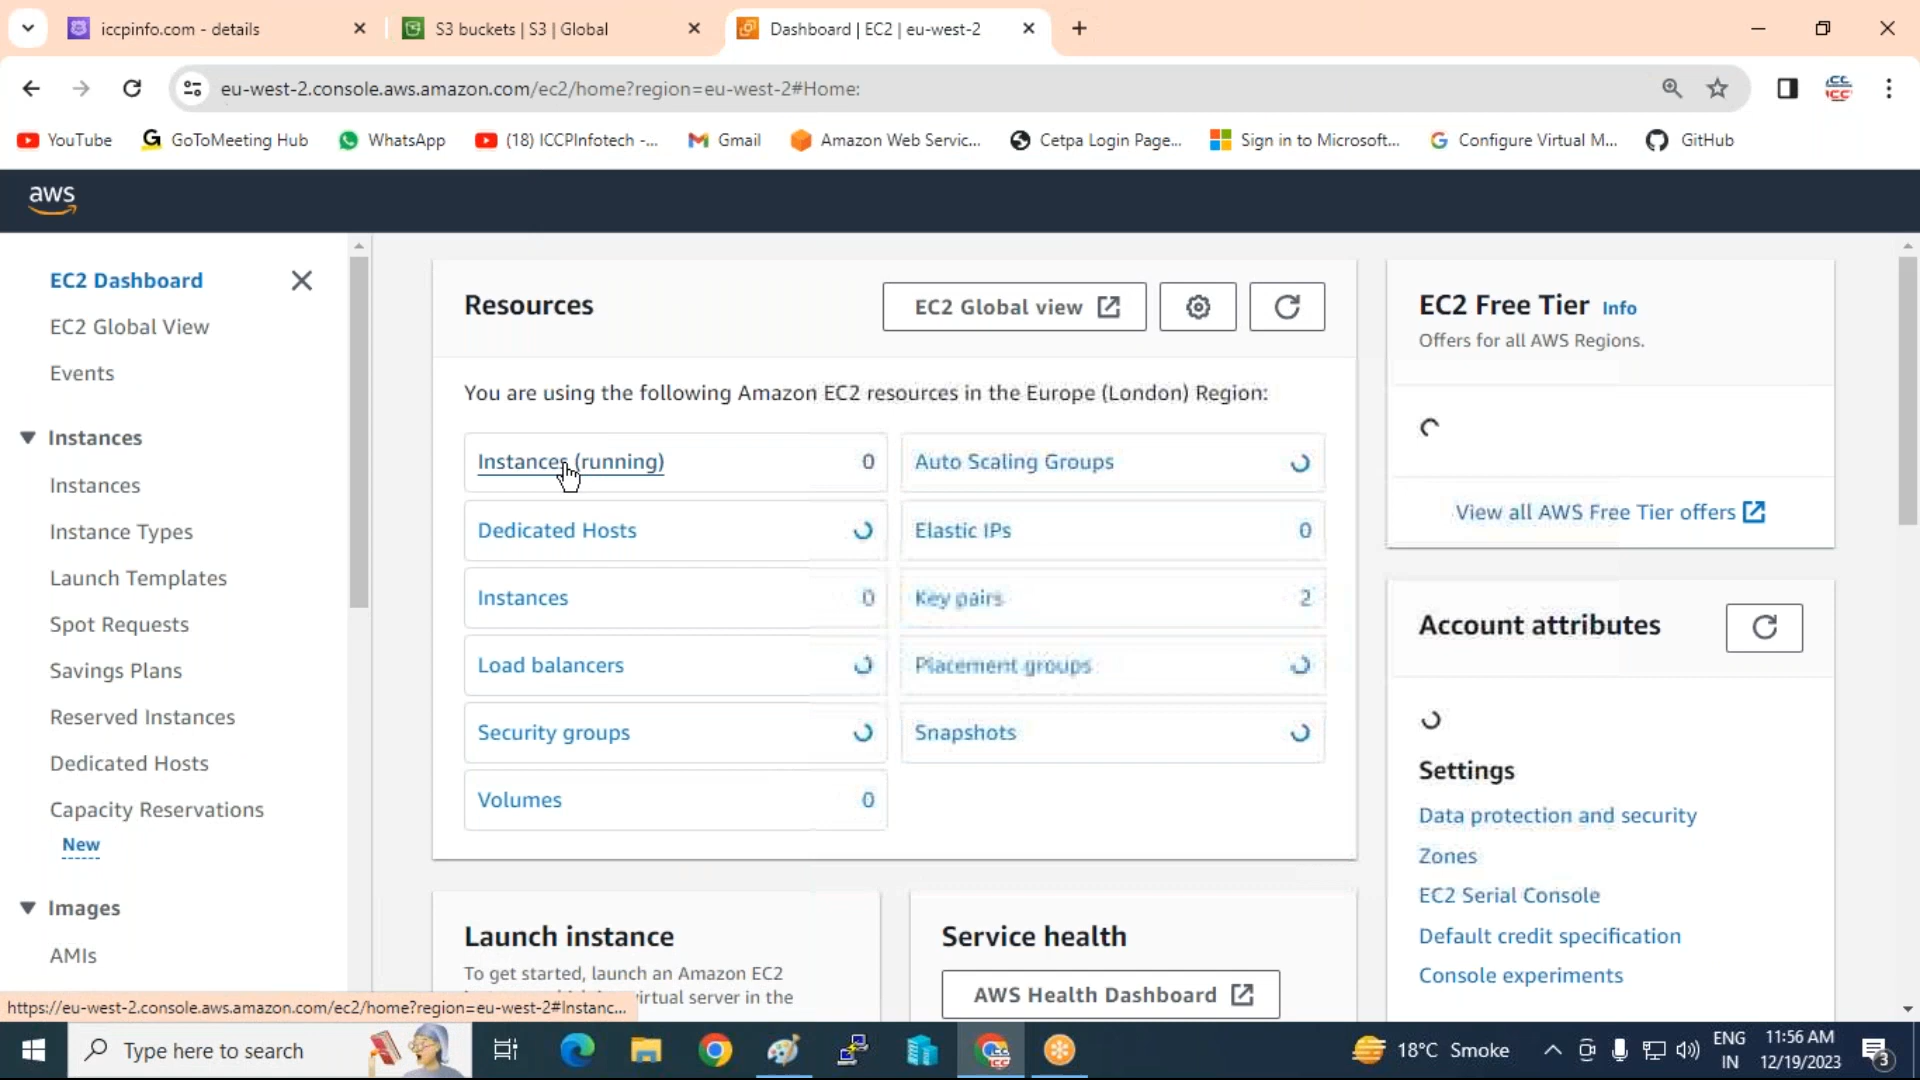 iccpinfo.com - details
S3 buckets | S3 | Global
Dashboard | EC2 | eu-west-2
eu-west-2.console.aws.amazon.com/ec2/home?region=eu-west-2#Home:
YouTube
GoToMeeting Hub
WhatsApp
(18) ICCPInfotech -...
Gmail
Amazon Web Servic...
Cetpa Login Page...
Sign in to Microsoft...
Configure Virtual M...
GitHub
aws
EC2 Dashboard
EC2 Global View
Events
Instances
Instances
Instance Types
Launch Templates
Spot Requests
Savings Plans
Reserved Instances
Dedicated Hosts
Capacity Reservations
New
Images
AMIs
Resources
EC2 Global view
You are using the following Amazon EC2 resources in the Europe (London) Region:
Instances (running) 0
Auto Scaling Groups
Dedicated Hosts
Elastic IPs 0
Instances 0
Key pairs 2
Load balancers
Placement groups
Security groups
Snapshots
Volumes 0
Launch instance
To get started, launch an Amazon EC2
virtual server in the
Service health
AWS Health Dashboard
EC2 Free Tier Info
Offers for all AWS Regions.
View all AWS Free Tier offers
Account attributes
Settings
Data protection and security
Zones
EC2 Serial Console
Default credit specification
Console experiments
https://eu-west-2.console.aws.amazon.com/ec2/home?region=eu-west-2#Instanc...
Type here to search
18°C Smoke
ENG
IN
11:56 AM
12/19/2023
3